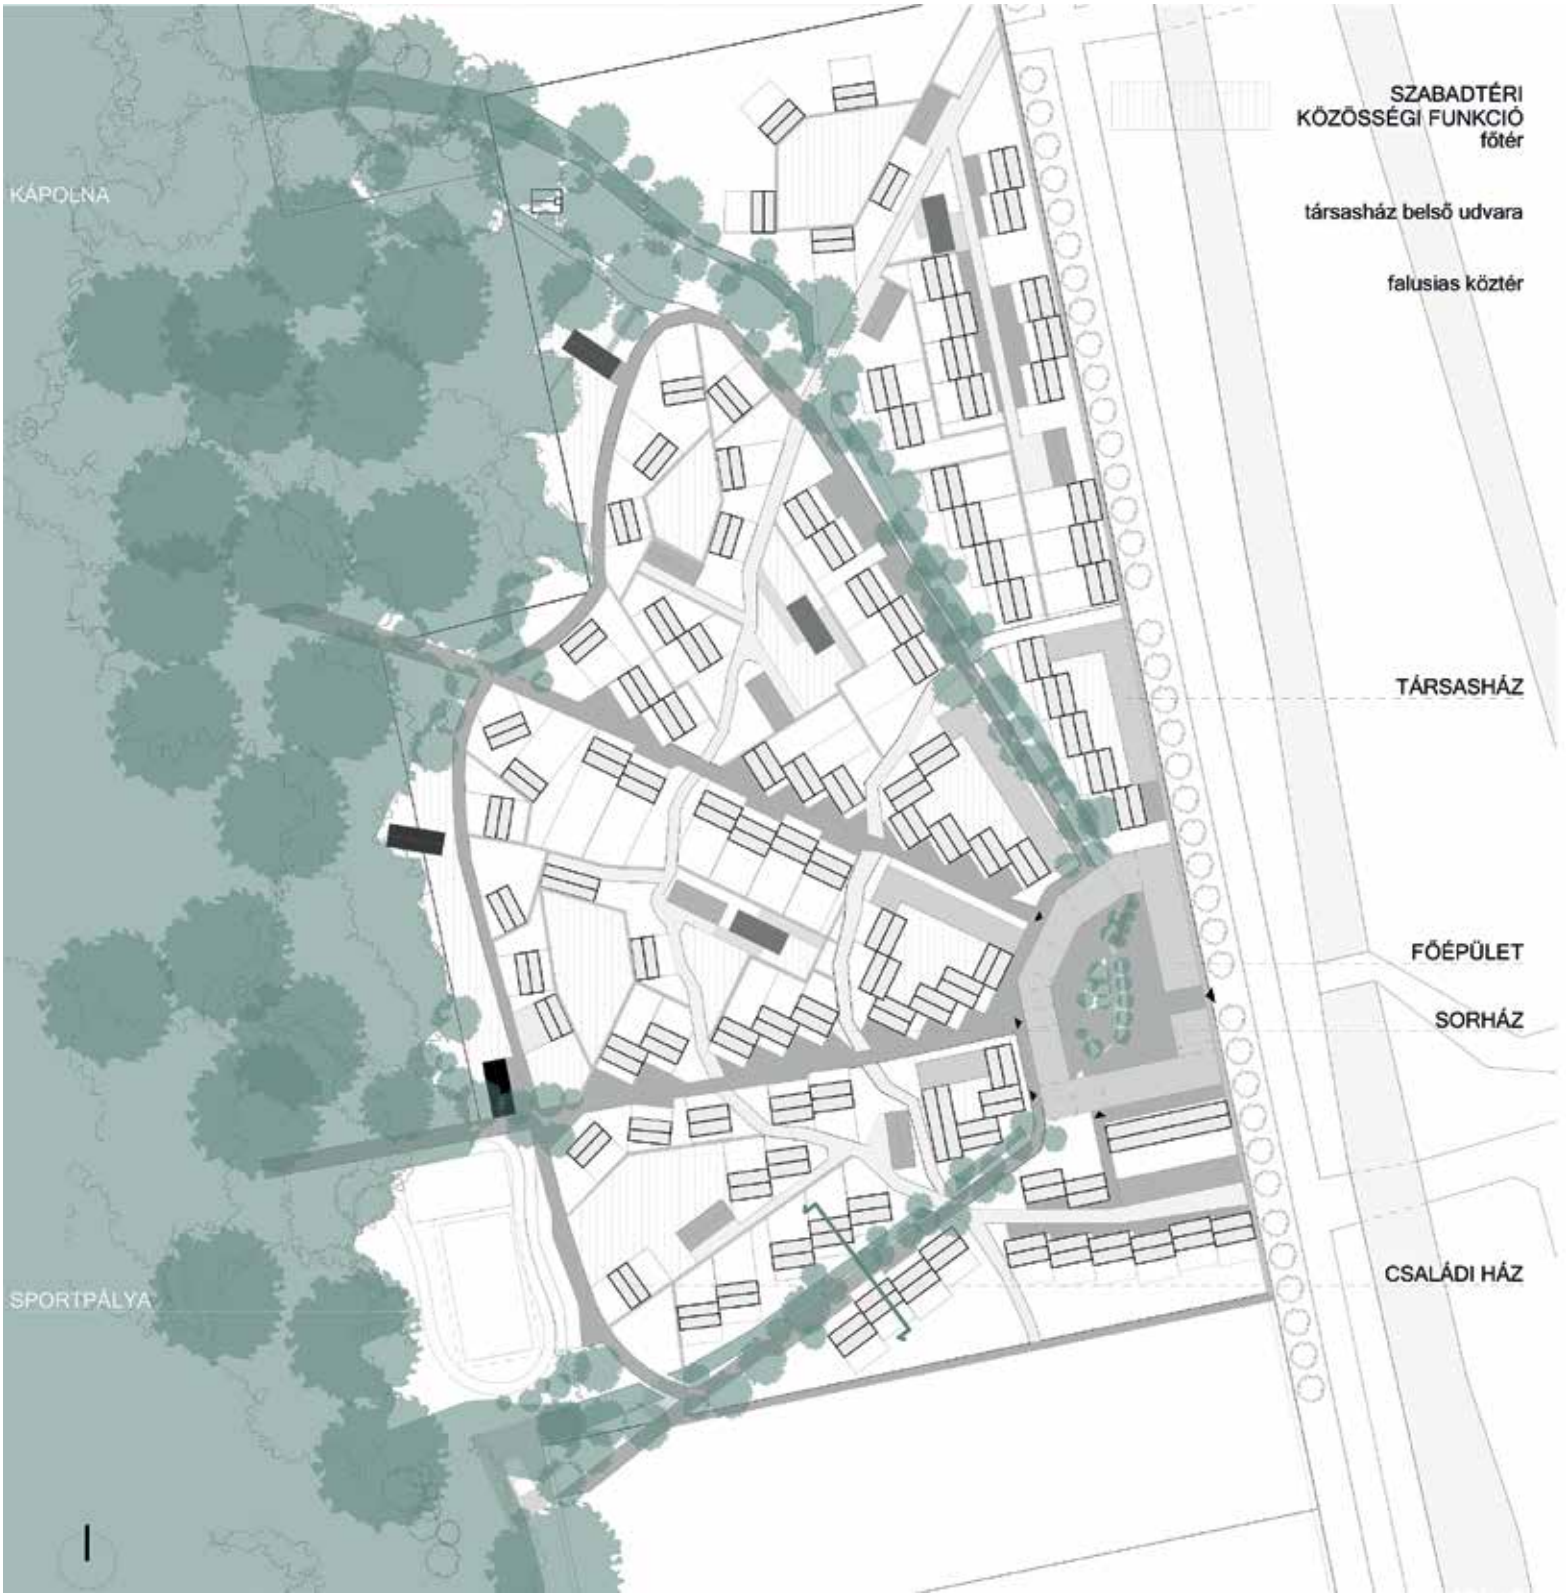 SZABADTÉRI
KÖZÖSSÉGI FUNKCIÓ
főtér
KÁPOLNA
társasház belső udvara
falusias köztér
TÁRSASHÁZ
FŐÉPÜLET
SORHÁZ
CSALÁDI HÁZ
SPORTPÁLYA